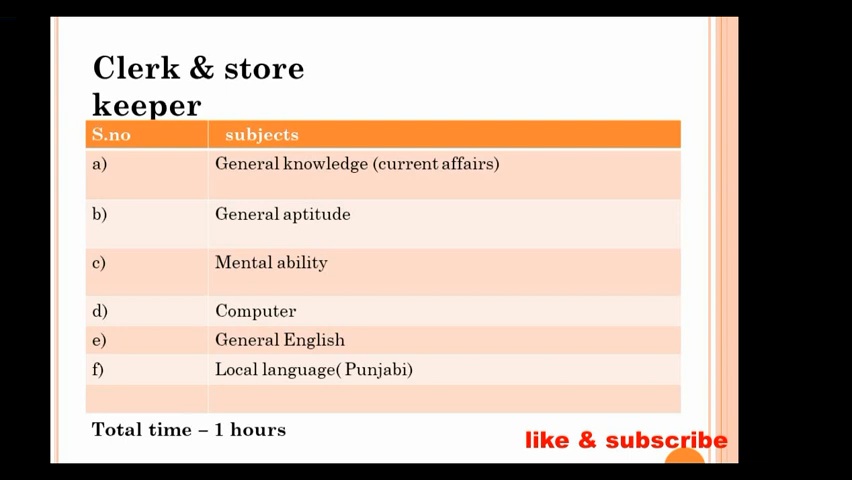 Clerk & store
keeper
S.no subjects
a) General knowledge (current affairs)
b) General aptitude
c) Mental ability
d) Computer
e) General English
f) Local language( Punjabi)
Total time – 1 hours
like & subscribe